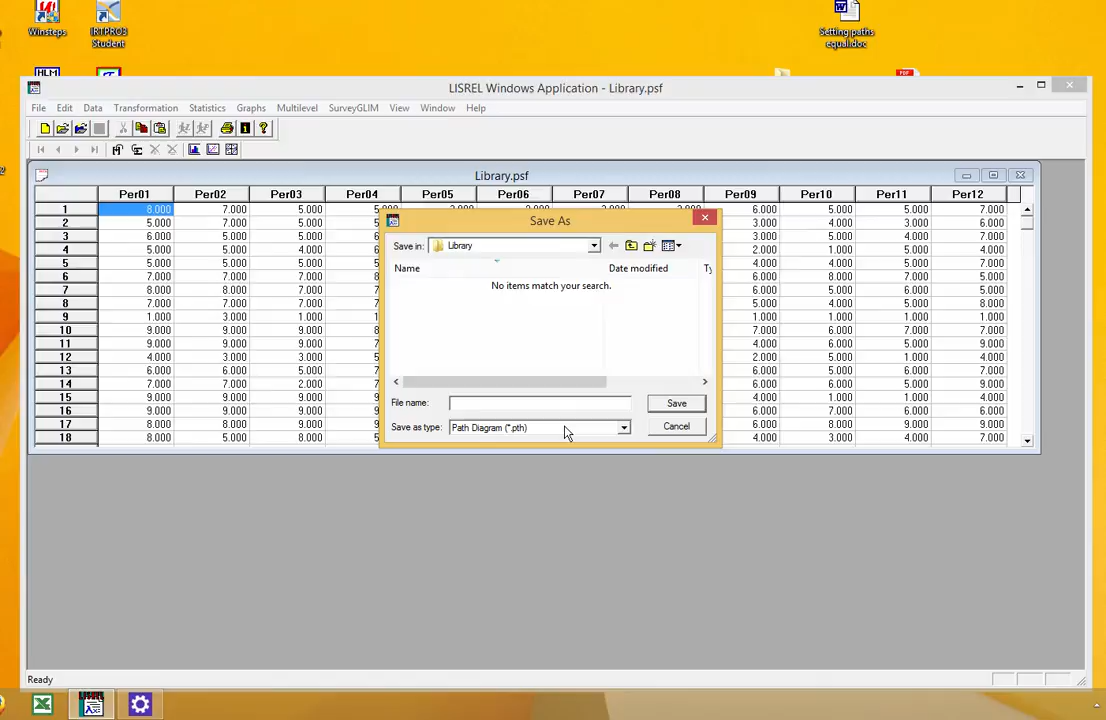 Winsteps
IRTPRO3
Student
HLM
Setting paths
equal.doc
PDF
LISREL Windows Application - Library.psf
File Edit Data Transformation Statistics Graphs Multilevel SurveyGLIM View Window Help
Library.psf
Per01 Per02 Per03 Per04 Per05 Per06 Per07 Per08 Per09 Per10 Per11 Per12
1 8.000 7.000 5.000 6.000 5.000 5.000 7.000
2 5.000 7.000 5.000 3.000 4.000 3.000 6.000
3 6.000 5.000 5.000 3.000 5.000 4.000 7.000
4 5.000 5.000 4.000 2.000 1.000 5.000 4.000
5 5.000 5.000 5.000 4.000 4.000 5.000 5.000
6 7.000 7.000 7.000 6.000 8.000 7.000 5.000
7 8.000 8.000 7.000 6.000 6.000 7.000 5.000
8 7.000 7.000 7.000 5.000 4.000 5.000 8.000
9 1.000 3.000 1.000 1.000 1.000 1.000 1.000
10 9.000 9.000 9.000 7.000 6.000 7.000 7.000
11 9.000 9.000 9.000 4.000 6.000 5.000 9.000
12 4.000 3.000 3.000 2.000 5.000 1.000 4.000
13 6.000 6.000 5.000 5.000 6.000 5.000 6.000
14 7.000 7.000 2.000 6.000 6.000 5.000 9.000
15 9.000 9.000 9.000 4.000 1.000 1.000 6.000
16 9.000 9.000 9.000 6.000 7.000 6.000 9.000
17 8.000 8.000 9.000 6.000 8.000 9.000 9.000
18 8.000 5.000 8.000 4.000 3.000 4.000 7.000
Save As
Save in: Library
Name Date modified Ty
No items match your search.
File name: Save
Save as type: Path Diagram (*.pth) Cancel
Ready